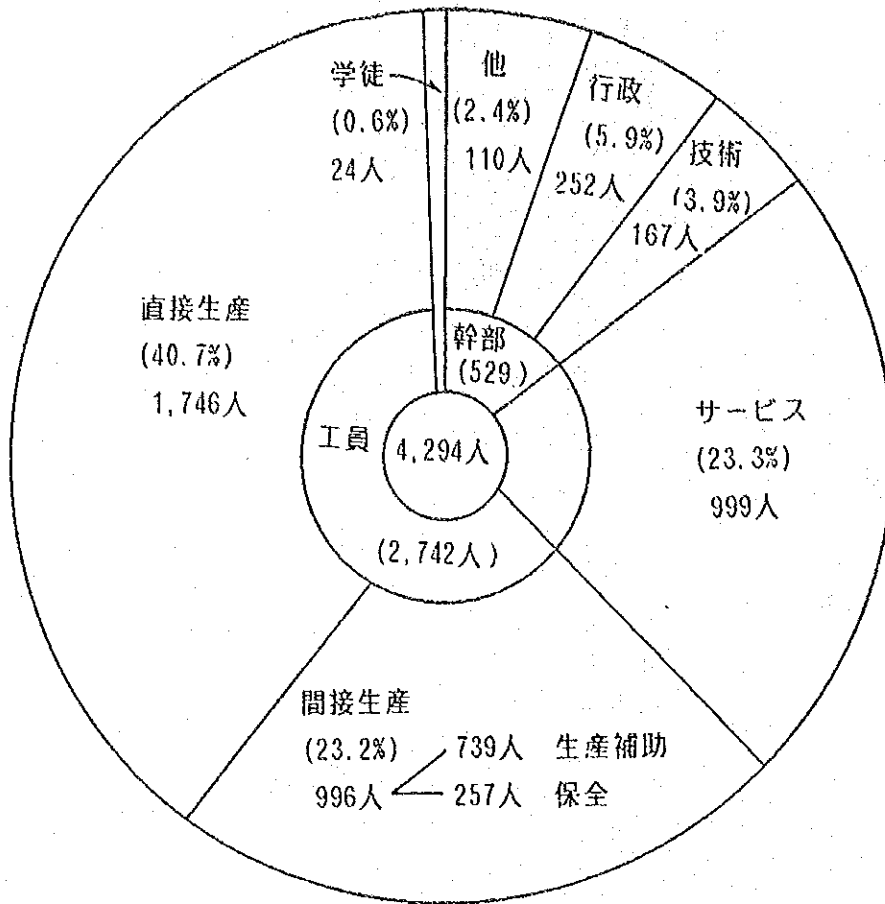 学徒
(0.6%)
24人
他
(2.4%)
110人
行政
(5.9%)
252人
技術
(3.9%)
167人
直接生産
(40.7%)
1,746人
幹部
(529)
工員
4,294人
(2,742人)
サービス
(23.3%)
999人
間接生産
(23.2%)
996人
739人 生産補助
257人 保全